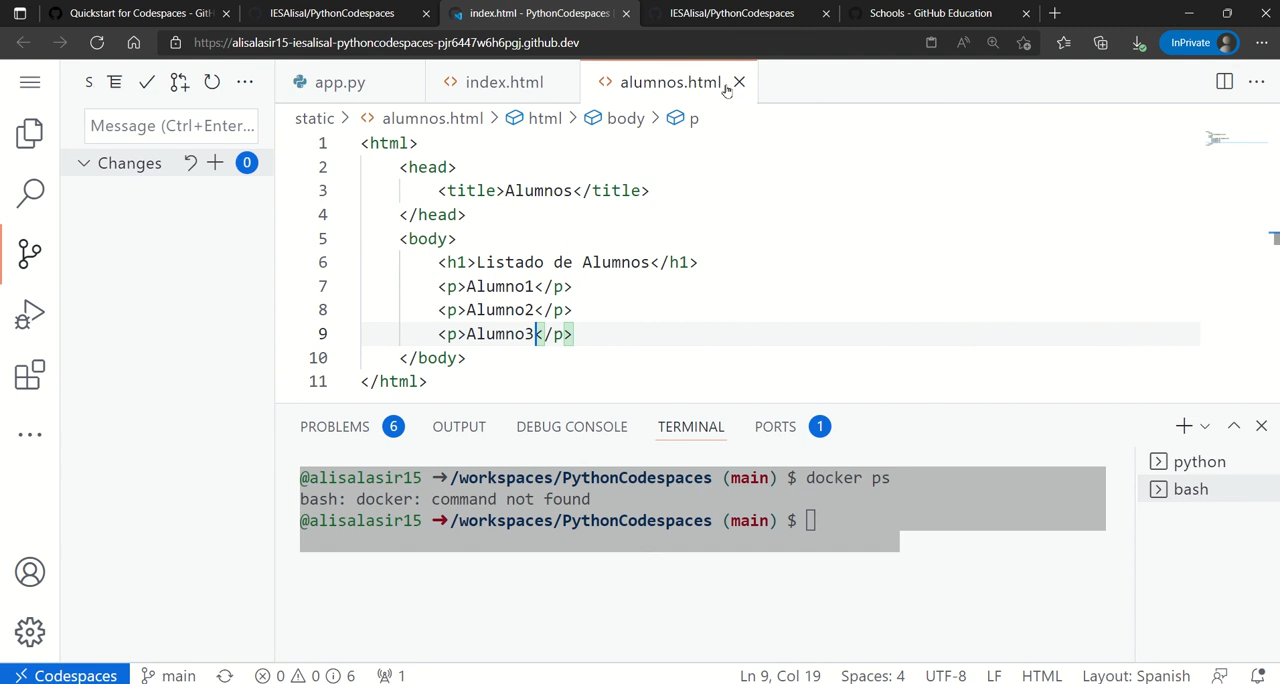 Quickstart for Codespaces - GitH
IESAlisal/PythonCodespaces
index.html - PythonCodespaces
IESAlisal/PythonCodespaces
Schools - GitHub Education
https://alisalasir15-iesalisal-pythoncodespaces-pjr6447w6h6pgj.github.dev
InPrivate
S
app.py
index.html
alumnos.html
Message (Ctrl+Enter...
static > alumnos.html > html > body > p
Changes
0
1 <html>
2 <head>
3 <title>Alumnos</title>
4 </head>
5 <body>
6 <h1>Listado de Alumnos</h1>
7 <p>Alumno1</p>
8 <p>Alumno2</p>
9 <p>Alumno3</p>
10 </body>
11 </html>
PROBLEMS 6 OUTPUT DEBUG CONSOLE TERMINAL PORTS 1
@alisalasir15 →/workspaces/PythonCodespaces (main) $ docker ps
bash: docker: command not found
@alisalasir15 →/workspaces/PythonCodespaces (main) $
python
bash
Codespaces main 0 0 6 1 Ln 9, Col 19 Spaces: 4 UTF-8 LF HTML Layout: Spanish